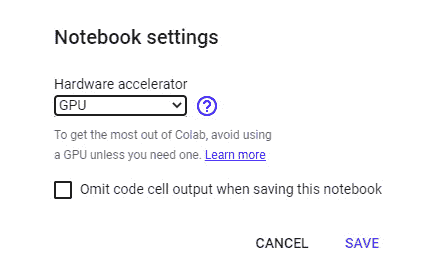 Notebook settings
Hardware accelerator
GPU
?
To get the most out of Colab, avoid using
a GPU unless you need one. Learn more
Omit code cell output when saving this notebook
CANCEL SAVE